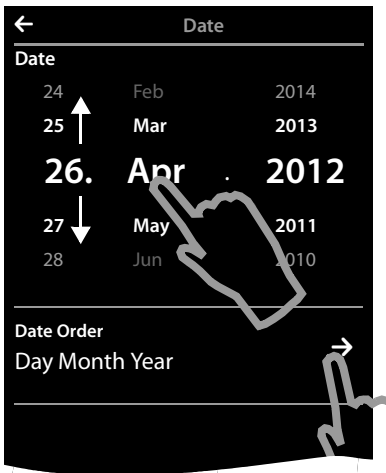 Date
Date
24 Feb 2014
25 Mar 2013
26. Apr . 2012
27 May 2011
28 Jun 2010
Date Order
Day Month Year